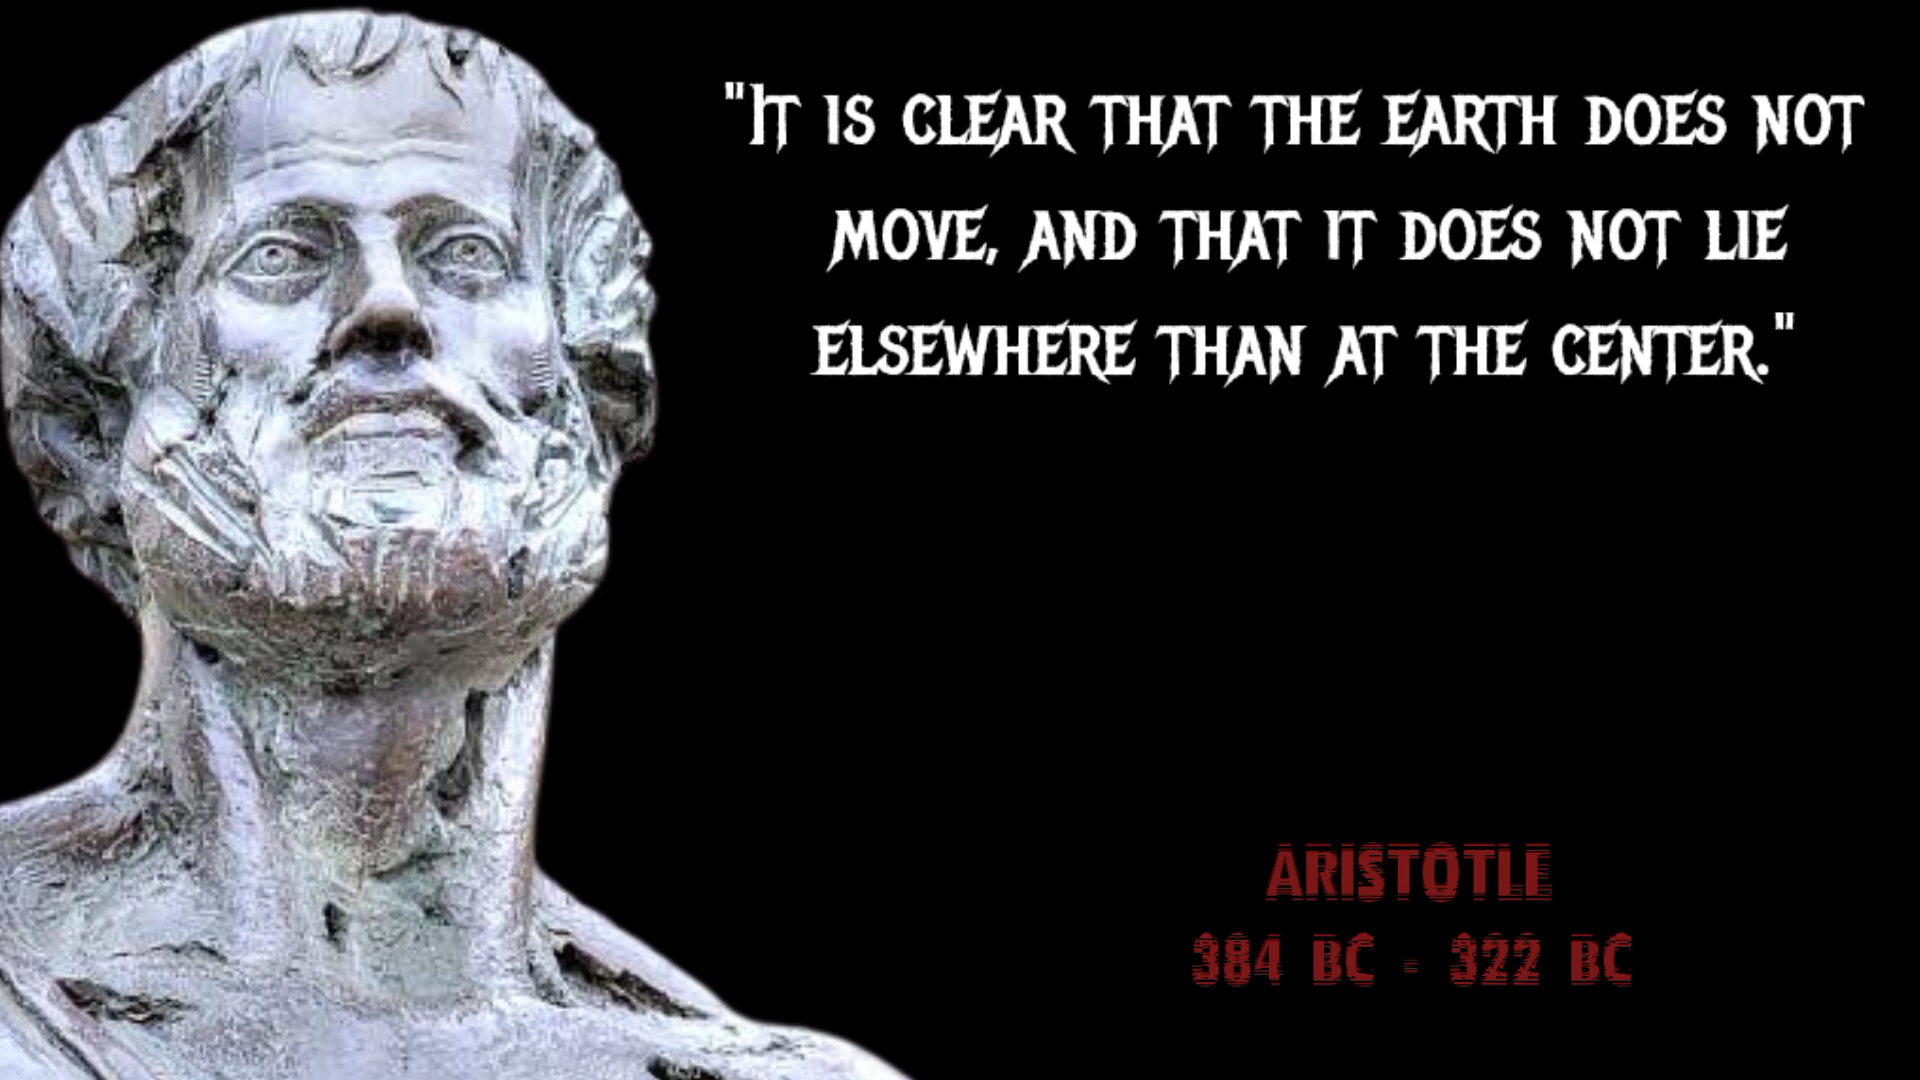 "It is clear that the earth does not
move, and that it does not lie
elsewhere than at the center."
ARISTOTLE
384 BC - 322 BC